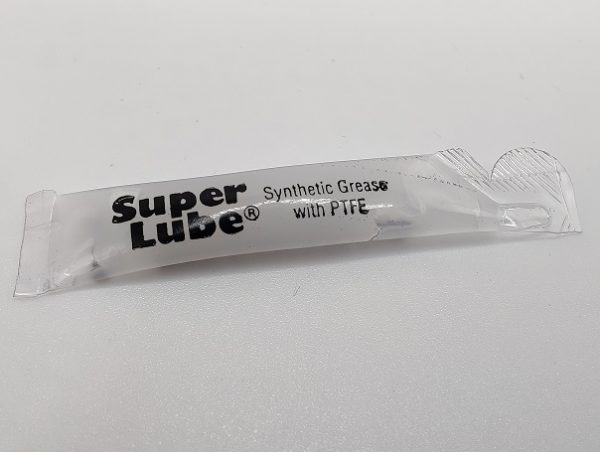 Super
Lube®
Synthetic Grease
with PTFE